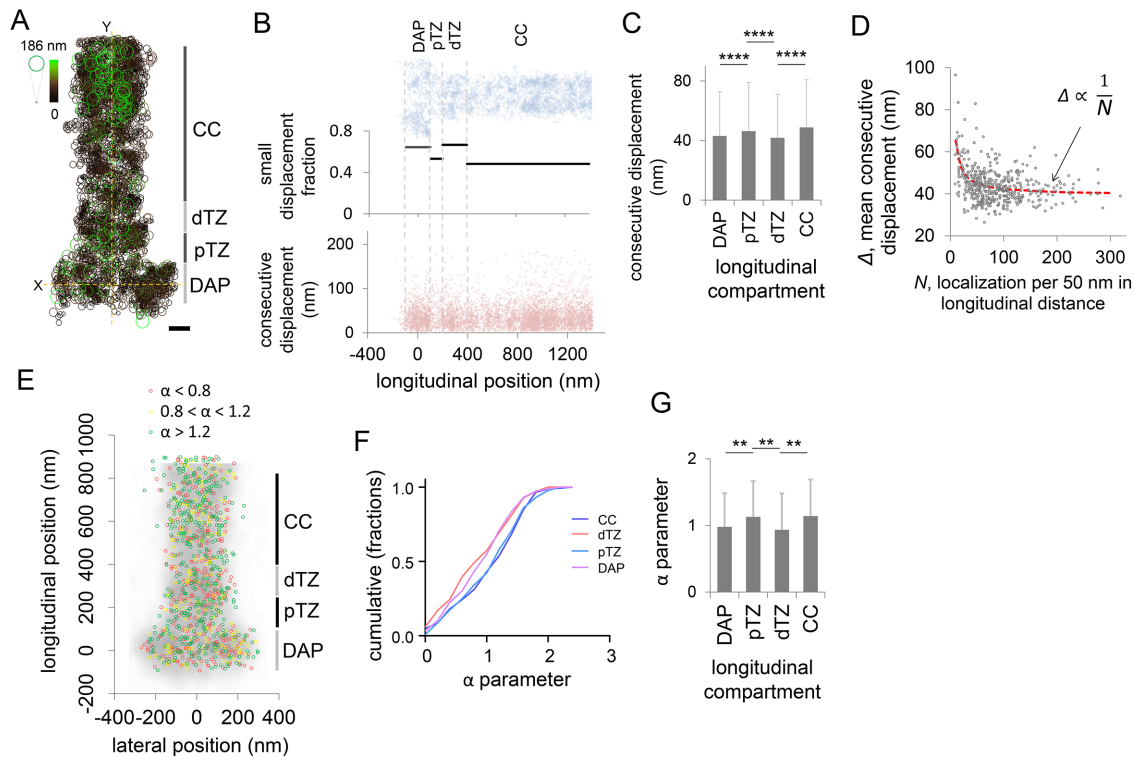 A
Y
186 nm
0
X
CC
dTZ
pTZ
DAP
B
DAP
pTZ
dTZ
CC
small
displacement
fraction
0.8
0.4
0
consecutive
displacement
(nm)
200
100
0
-400
0
400
800
1200
longitudinal position (nm)
C
****
****
****
consecutive displacement
(nm)
80
40
0
DAP
pTZ
dTZ
CC
longitudinal
compartment
D
Δ, mean consecutive
displacement (nm)
100
80
60
40
20
Δ ∝ 1/N
0
100
200
300
N, localization per 50 nm in
longitudinal distance
E
α < 0.8
0.8 < α < 1.2
α > 1.2
longitudinal position (nm)
1000
800
600
400
200
0
-200
CC
dTZ
pTZ
DAP
-400
-200
0
200
400
lateral position (nm)
F
cumulative (fractions)
1.0
0.5
0.0
CC
dTZ
pTZ
DAP
0
1
2
3
α parameter
G
α parameter
2
1
0
**
**
**
DAP
pTZ
dTZ
CC
longitudinal
compartment